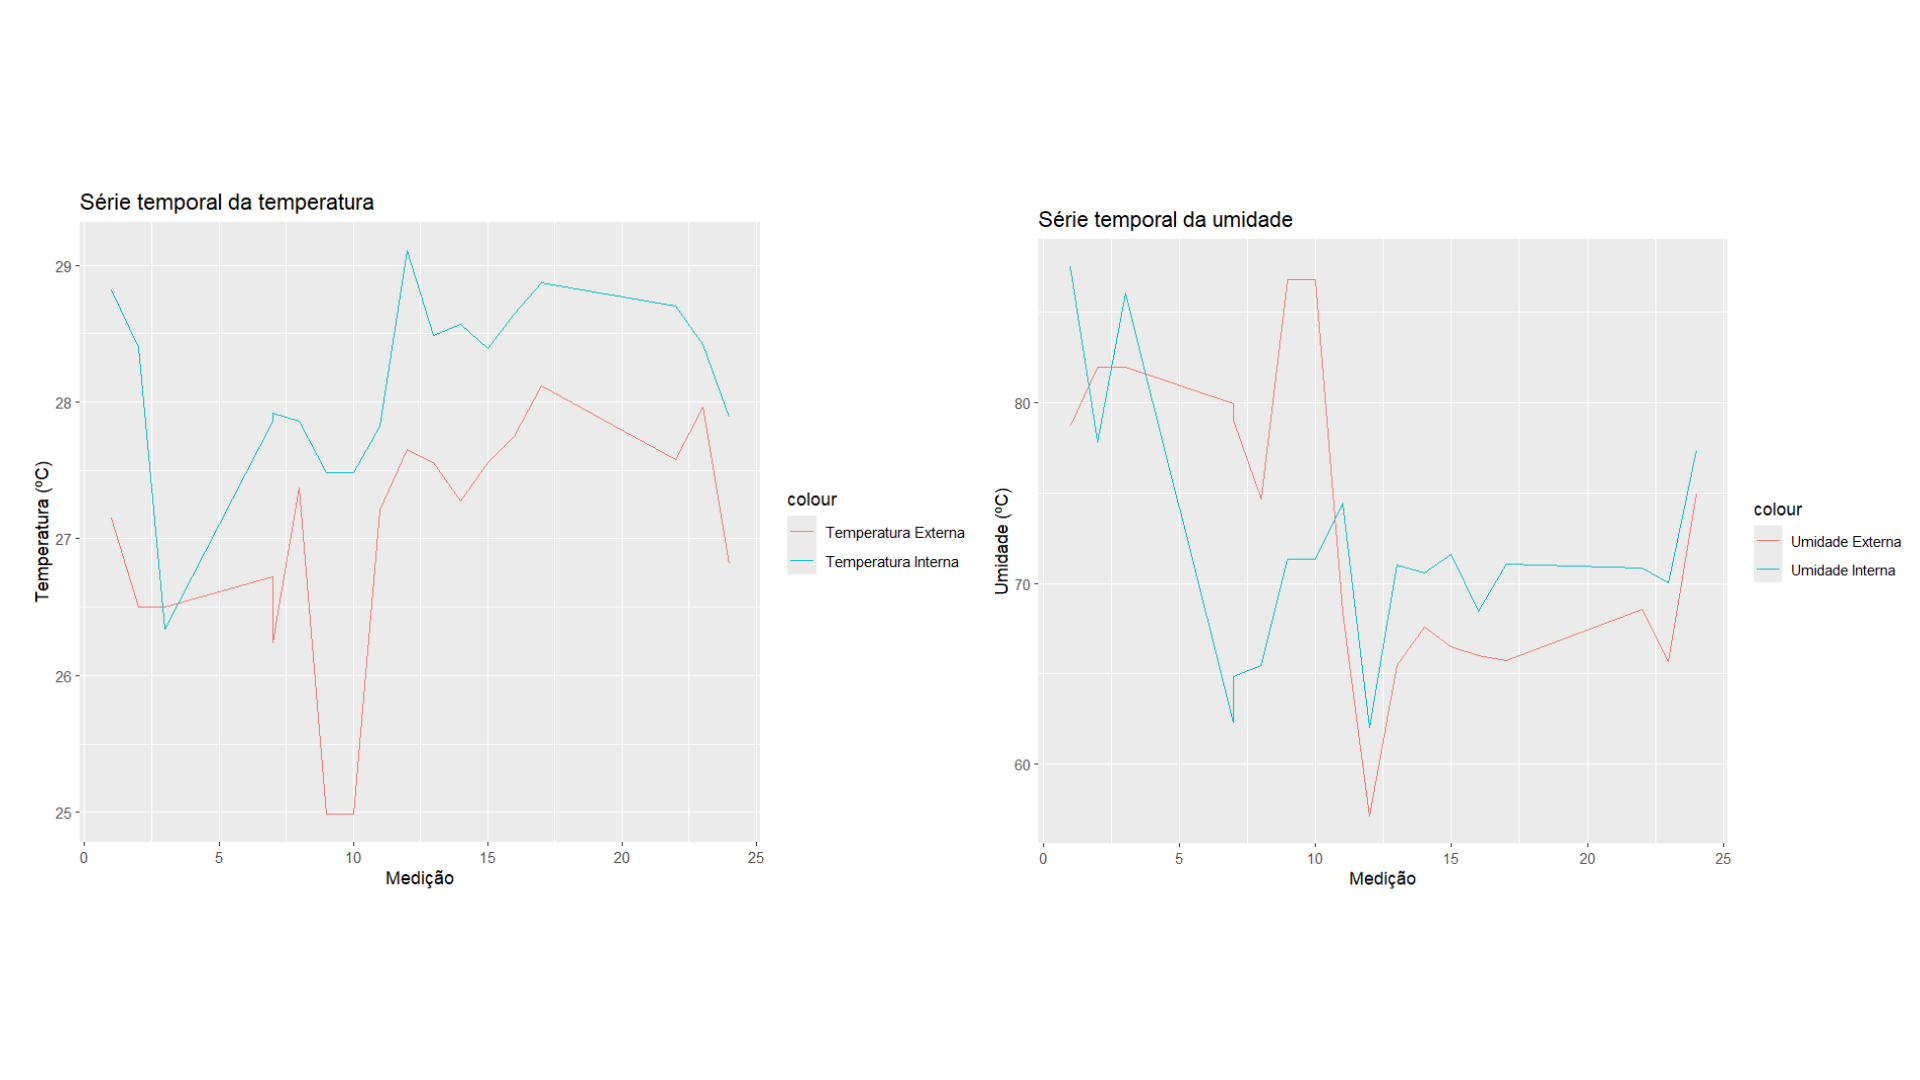 Série temporal da temperatura
29
28
27
26
25
Temperatura (ºC)
0 5 10 15 20 25
Medição
colour
Temperatura Externa
Temperatura Interna
Série temporal da umidade
80
70
60
Umidade (ºC)
0 5 10 15 20 25
Medição
colour
Umidade Externa
Umidade Interna